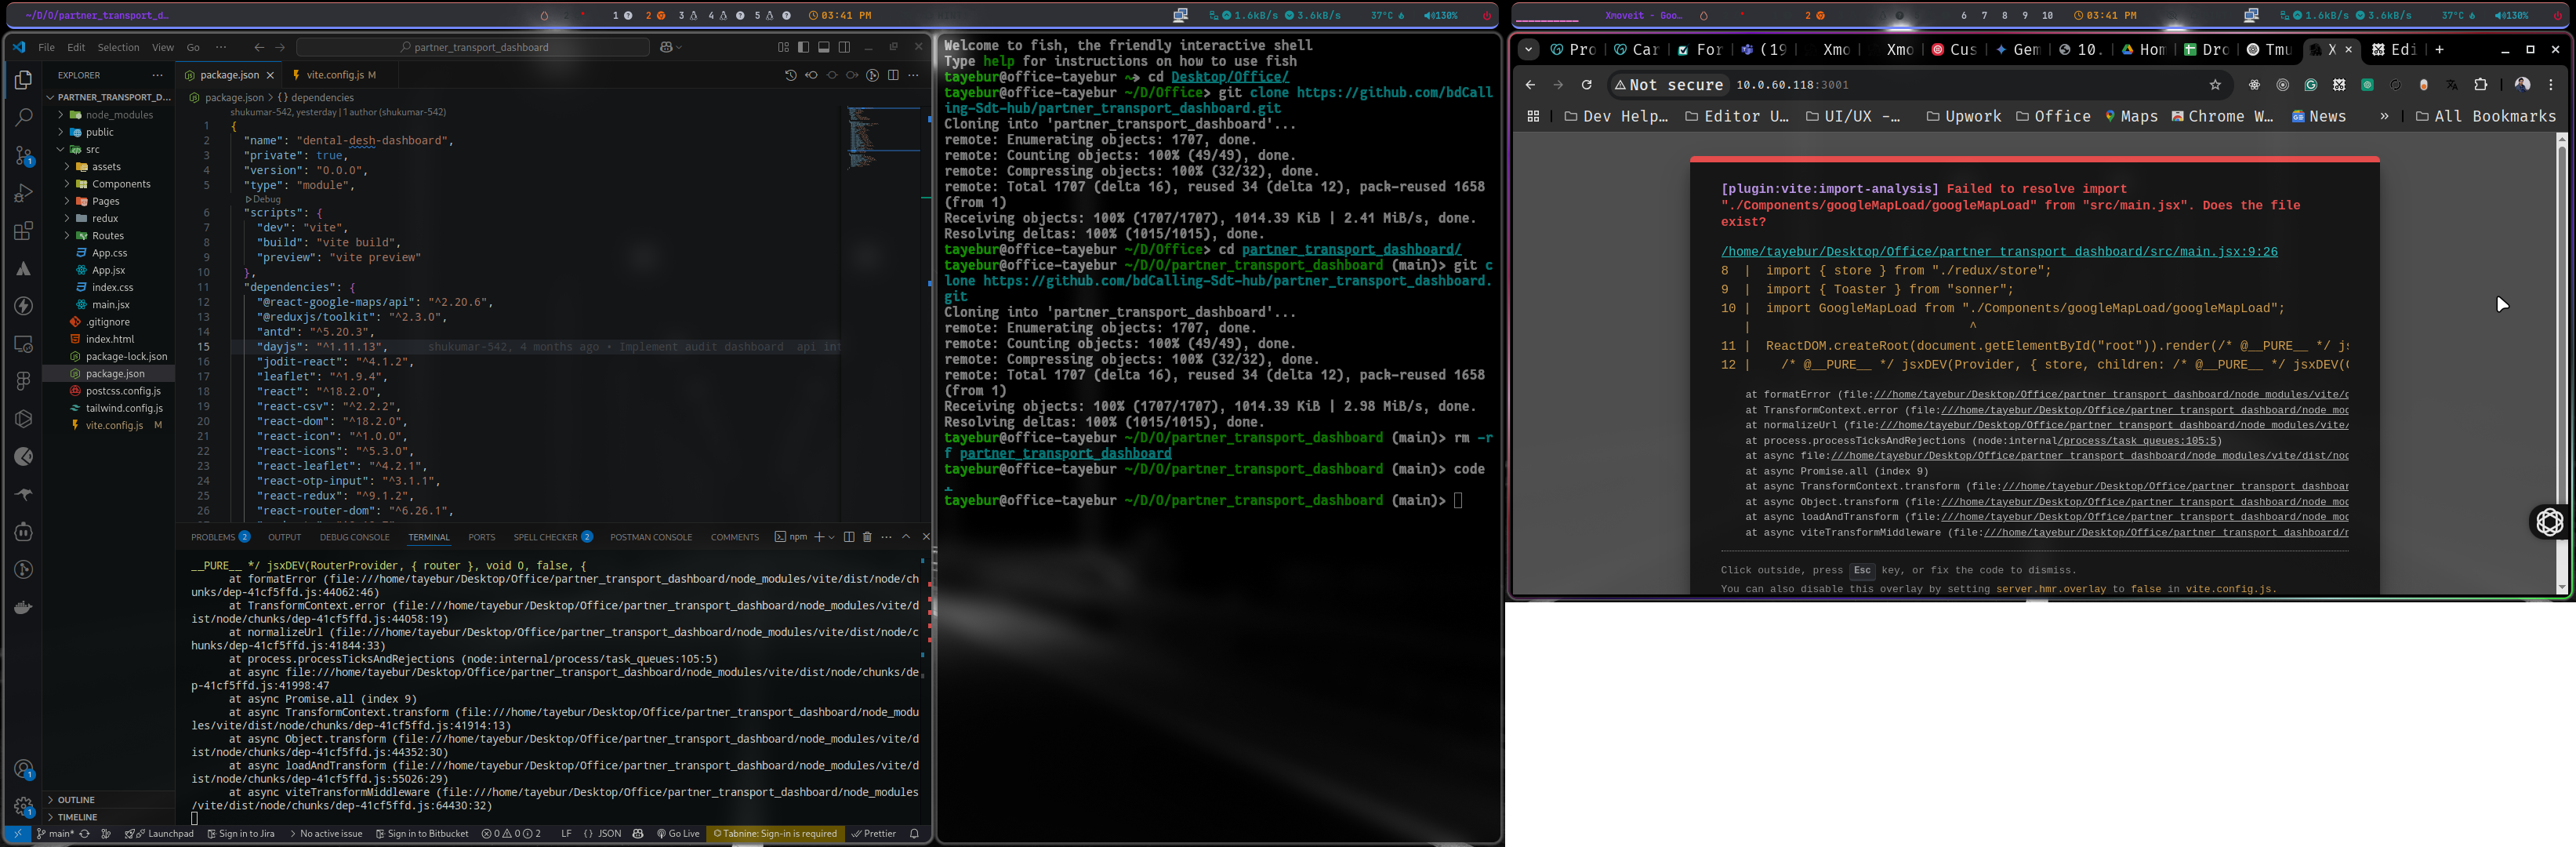 ~/D/O/partner_transport_d…
1 2 3 4 5
03:41 PM
1.6kB/s 3.6kB/s 37°C 130%
Xmoveit - Goo…
2
6 7 8 9 10
03:41 PM
1.6kB/s 3.6kB/s 37°C 130%
File Edit Selection View Go ···
partner_transport_dashboard
EXPLORER ···
PARTNER_TRANSPORT_D...
node_modules
public
src
assets
Components
Pages
redux
Routes
App.css
App.jsx
index.css
main.jsx
.gitignore
index.html
package-lock.json
package.json
postcss.config.js
tailwind.config.js
vite.config.js M
OUTLINE
TIMELINE
package.json × vite.config.js M
package.json > {} dependencies
shukumar-542, yesterday | 1 author (shukumar-542)
1 {
2 "name": "dental-desh-dashboard",
3 "private": true,
4 "version": "0.0.0",
5 "type": "module",
Debug
6 "scripts": {
7 "dev": "vite",
8 "build": "vite build",
9 "preview": "vite preview"
10 },
11 "dependencies": {
12 "@react-google-maps/api": "^2.20.6",
13 "@reduxjs/toolkit": "^2.3.0",
14 "antd": "^5.20.3",
15 "dayjs": "^1.11.13", shukumar-542, 4 months ago • Implement audit dashboard api int
16 "jodit-react": "^4.1.2",
17 "leaflet": "^1.9.4",
18 "react": "^18.2.0",
19 "react-csv": "^2.2.2",
20 "react-dom": "^18.2.0",
21 "react-icon": "^1.0.0",
22 "react-icons": "^5.3.0",
23 "react-leaflet": "^4.2.1",
24 "react-otp-input": "^3.1.1",
25 "react-redux": "^9.1.2",
26 "react-router-dom": "^6.26.1",
PROBLEMS 2 OUTPUT DEBUG CONSOLE TERMINAL PORTS SPELL CHECKER 2 POSTMAN CONSOLE COMMENTS npm
__PURE__ */ jsxDEV(RouterProvider, { router }, void 0, false, {
at formatError (file:///home/tayebur/Desktop/Office/partner_transport_dashboard/node_modules/vite/dist/node/ch
unks/dep-41cf5ffd.js:44062:46)
at TransformContext.error (file:///home/tayebur/Desktop/Office/partner_transport_dashboard/node_modules/vite/d
ist/node/chunks/dep-41cf5ffd.js:44058:19)
at normalizeUrl (file:///home/tayebur/Desktop/Office/partner_transport_dashboard/node_modules/vite/dist/node/c
hunks/dep-41cf5ffd.js:41844:33)
at process.processTicksAndRejections (node:internal/process/task_queues:105:5)
at async file:///home/tayebur/Desktop/Office/partner_transport_dashboard/node_modules/vite/dist/node/chunks/de
p-41cf5ffd.js:41998:47
at async Promise.all (index 9)
at async TransformContext.transform (file:///home/tayebur/Desktop/Office/partner_transport_dashboard/node_modu
les/vite/dist/node/chunks/dep-41cf5ffd.js:41914:13)
at async Object.transform (file:///home/tayebur/Desktop/Office/partner_transport_dashboard/node_modules/vite/d
ist/node/chunks/dep-41cf5ffd.js:44352:30)
at async loadAndTransform (file:///home/tayebur/Desktop/Office/partner_transport_dashboard/node_modules/vite/d
ist/node/chunks/dep-41cf5ffd.js:55026:29)
at async viteTransformMiddleware (file:///home/tayebur/Desktop/Office/partner_transport_dashboard/node_modules
/vite/dist/node/chunks/dep-41cf5ffd.js:64430:32)
main* Launchpad Sign in to Jira No active issue Sign in to Bitbucket 0 0 2 LF {} JSON Go Live Tabnine: Sign-in is required Prettier
Welcome to fish, the friendly interactive shell
Type help for instructions on how to use fish
tayebur@office-tayebur ~> cd Desktop/Office/
tayebur@office-tayebur ~/D/Office> git clone https://github.com/bdCall
ing-Sdt-hub/partner_transport_dashboard.git
Cloning into 'partner_transport_dashboard'...
remote: Enumerating objects: 1707, done.
remote: Counting objects: 100% (49/49), done.
remote: Compressing objects: 100% (32/32), done.
remote: Total 1707 (delta 16), reused 34 (delta 12), pack-reused 1658
(from 1)
Receiving objects: 100% (1707/1707), 1014.39 KiB | 2.41 MiB/s, done.
Resolving deltas: 100% (1015/1015), done.
tayebur@office-tayebur ~/D/Office> cd partner_transport_dashboard/
tayebur@office-tayebur ~/D/O/partner_transport_dashboard (main)> git c
lone https://github.com/bdCalling-Sdt-hub/partner_transport_dashboard.
git
Cloning into 'partner_transport_dashboard'...
remote: Enumerating objects: 1707, done.
remote: Counting objects: 100% (49/49), done.
remote: Compressing objects: 100% (32/32), done.
remote: Total 1707 (delta 16), reused 34 (delta 12), pack-reused 1658
(from 1)
Receiving objects: 100% (1707/1707), 1014.39 KiB | 2.98 MiB/s, done.
Resolving deltas: 100% (1015/1015), done.
tayebur@office-tayebur ~/D/O/partner_transport_dashboard (main)> rm -r
f partner_transport_dashboard
tayebur@office-tayebur ~/D/O/partner_transport_dashboard (main)> code
.
tayebur@office-tayebur ~/D/O/partner_transport_dashboard (main)>
Pro Car For (19 Xmo Xmo Cus Gem 10. Hom Dro Tmu X Edi
Not secure 10.0.60.118:3001
Dev Help… Editor U… UI/UX -… Upwork Office Maps Chrome W… News » All Bookmarks
[plugin:vite:import-analysis] Failed to resolve import
"./Components/googleMapLoad/googleMapLoad" from "src/main.jsx". Does the file
exist?
/home/tayebur/Desktop/Office/partner_transport_dashboard/src/main.jsx:9:26
8 | import { store } from "./redux/store";
9 | import { Toaster } from "sonner";
10 | import GoogleMapLoad from "./Components/googleMapLoad/googleMapLoad";
| ^
11 | ReactDOM.createRoot(document.getElementById("root")).render(/* @__PURE__ */ js
12 | /* @__PURE__ */ jsxDEV(Provider, { store, children: /* @__PURE__ */ jsxDEV(
at formatError (file:///home/tayebur/Desktop/Office/partner_transport_dashboard/node_modules/vite/d
at TransformContext.error (file:///home/tayebur/Desktop/Office/partner_transport_dashboard/node_mod
at normalizeUrl (file:///home/tayebur/Desktop/Office/partner_transport_dashboard/node_modules/vite/
at process.processTicksAndRejections (node:internal/process/task_queues:105:5)
at async file:///home/tayebur/Desktop/Office/partner_transport_dashboard/node_modules/vite/dist/nod
at async Promise.all (index 9)
at async TransformContext.transform (file:///home/tayebur/Desktop/Office/partner_transport_dashboar
at async Object.transform (file:///home/tayebur/Desktop/Office/partner_transport_dashboard/node_mod
at async loadAndTransform (file:///home/tayebur/Desktop/Office/partner_transport_dashboard/node_mod
at async viteTransformMiddleware (file:///home/tayebur/Desktop/Office/partner_transport_dashboard/n
Click outside, press Esc key, or fix the code to dismiss.
You can also disable this overlay by setting server.hmr.overlay to false in vite.config.js.